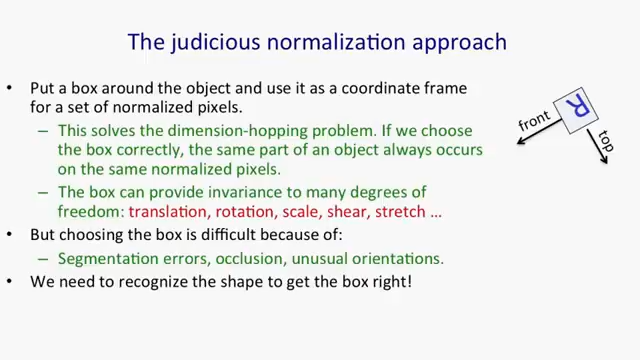 The judicious normalization approach
• Put a box around the object and use it as a coordinate frame
for a set of normalized pixels.
– This solves the dimension-hopping problem. If we choose
the box correctly, the same part of an object always occurs
on the same normalized pixels.
– The box can provide invariance to many degrees of
freedom: translation, rotation, scale, shear, stretch …
• But choosing the box is difficult because of:
– Segmentation errors, occlusion, unusual orientations.
• We need to recognize the shape to get the box right!
R
front
top